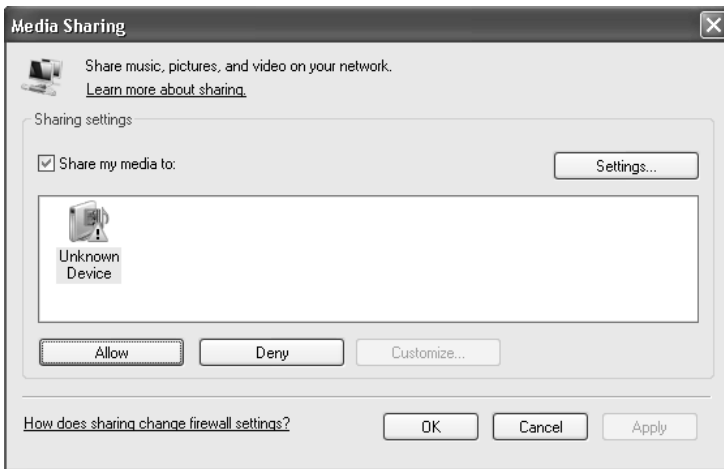 Media Sharing
Share music, pictures, and video on your network.
Learn more about sharing.
Sharing settings
Share my media to:
Settings...
Unknown
Device
Allow
Deny
Customize...
How does sharing change firewall settings?
OK
Cancel
Apply